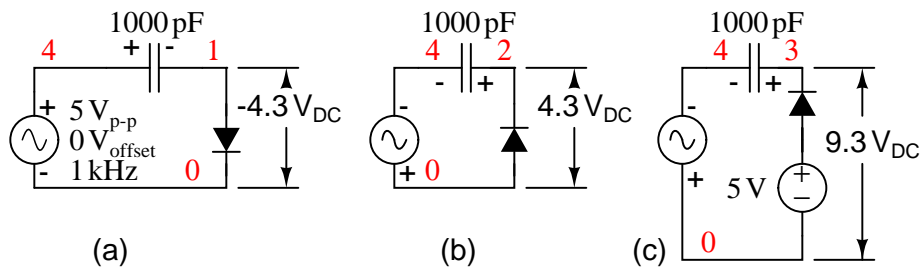 1000 pF
4 + - 1
-4.3 VDC
+ 5 Vp-p
0 Voffset
- 1 kHz
0
(a)
1000 pF
4 - + 2
-
4.3 VDC
+ 0
(b)
1000 pF
4 - + 3
-
+
9.3 VDC
5 V + −
0
(c)